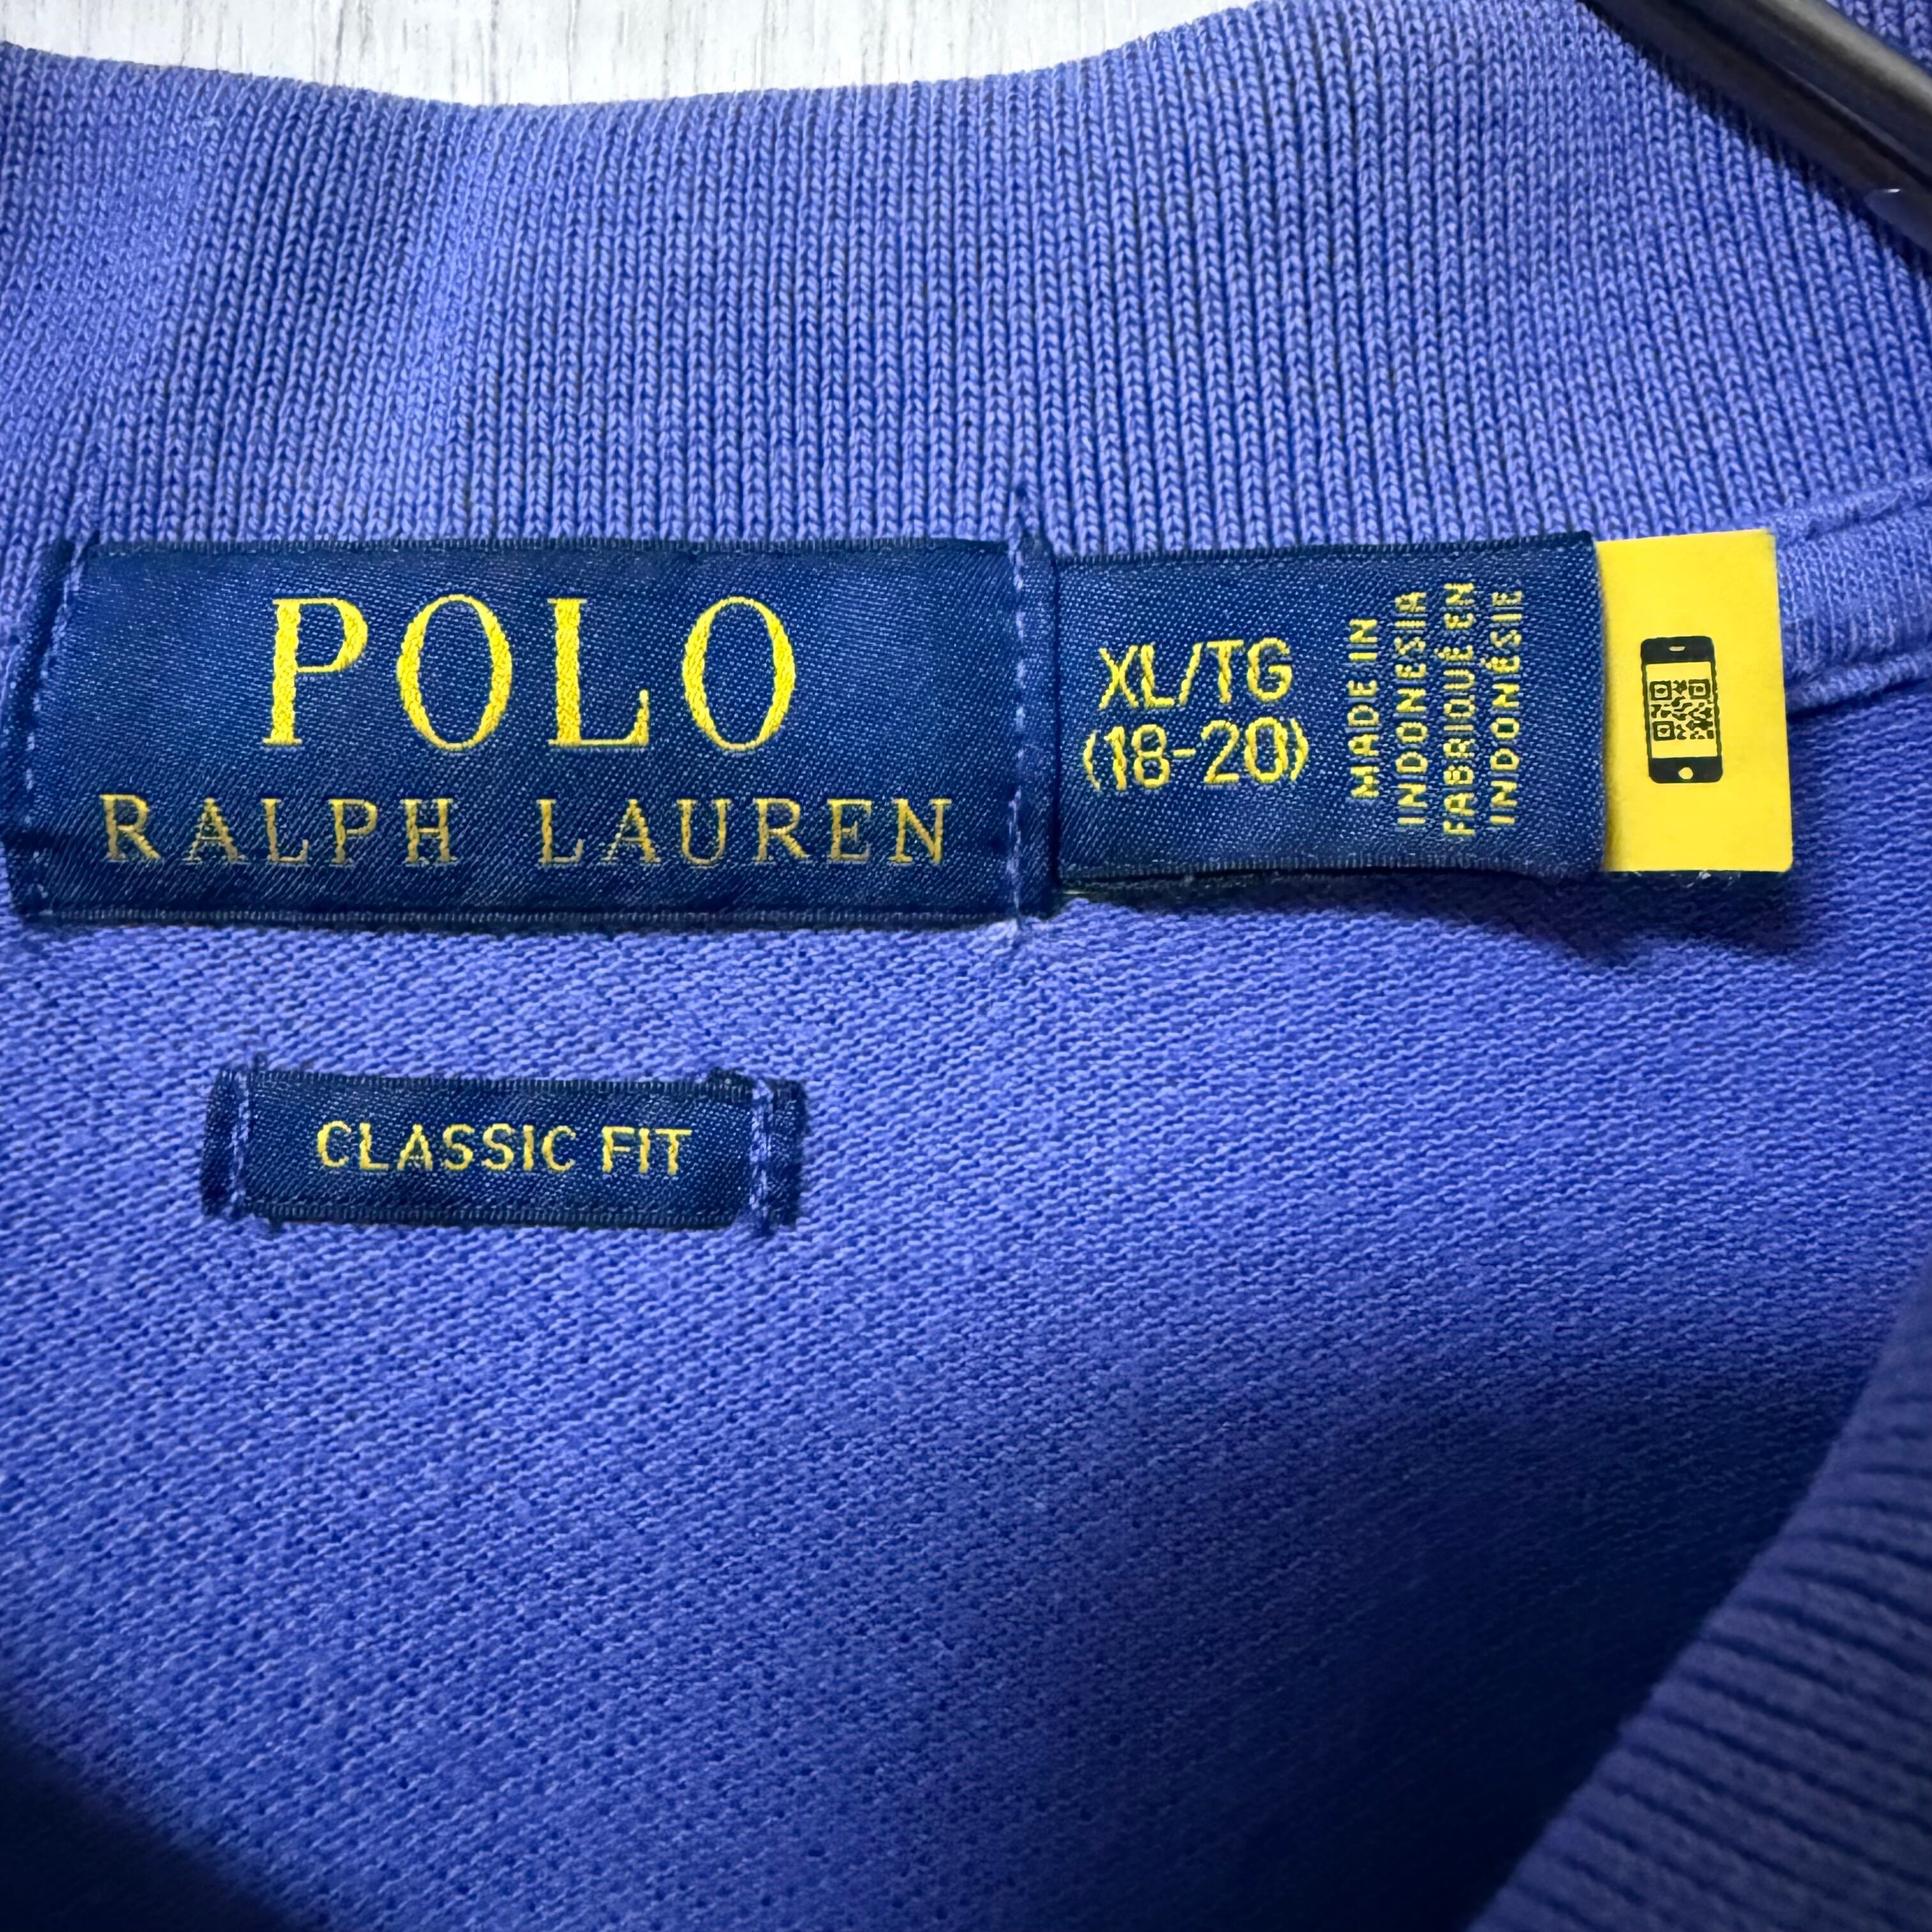 POLO
RALPH LAUREN
XL/TG
(18-20)
MADE IN
INDONESIA
FABRIQUÉ EN
INDONÉSIE
CLASSIC FIT